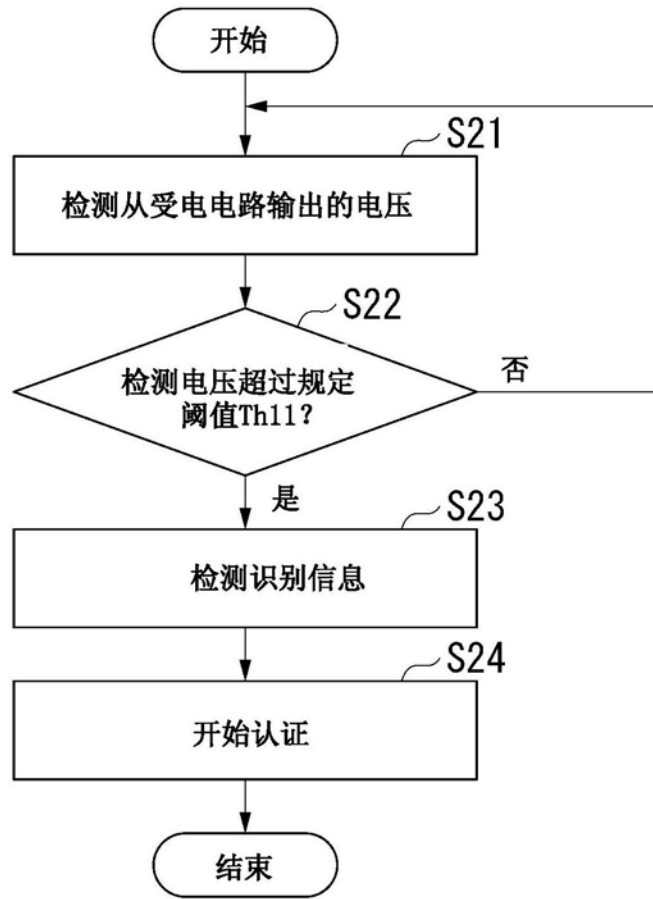 开始
S21
检测从受电电路输出的电压
S22
检测电压超过规定
阈值Th11？
否
是
S23
检测识别信息
S24
开始认证
结束